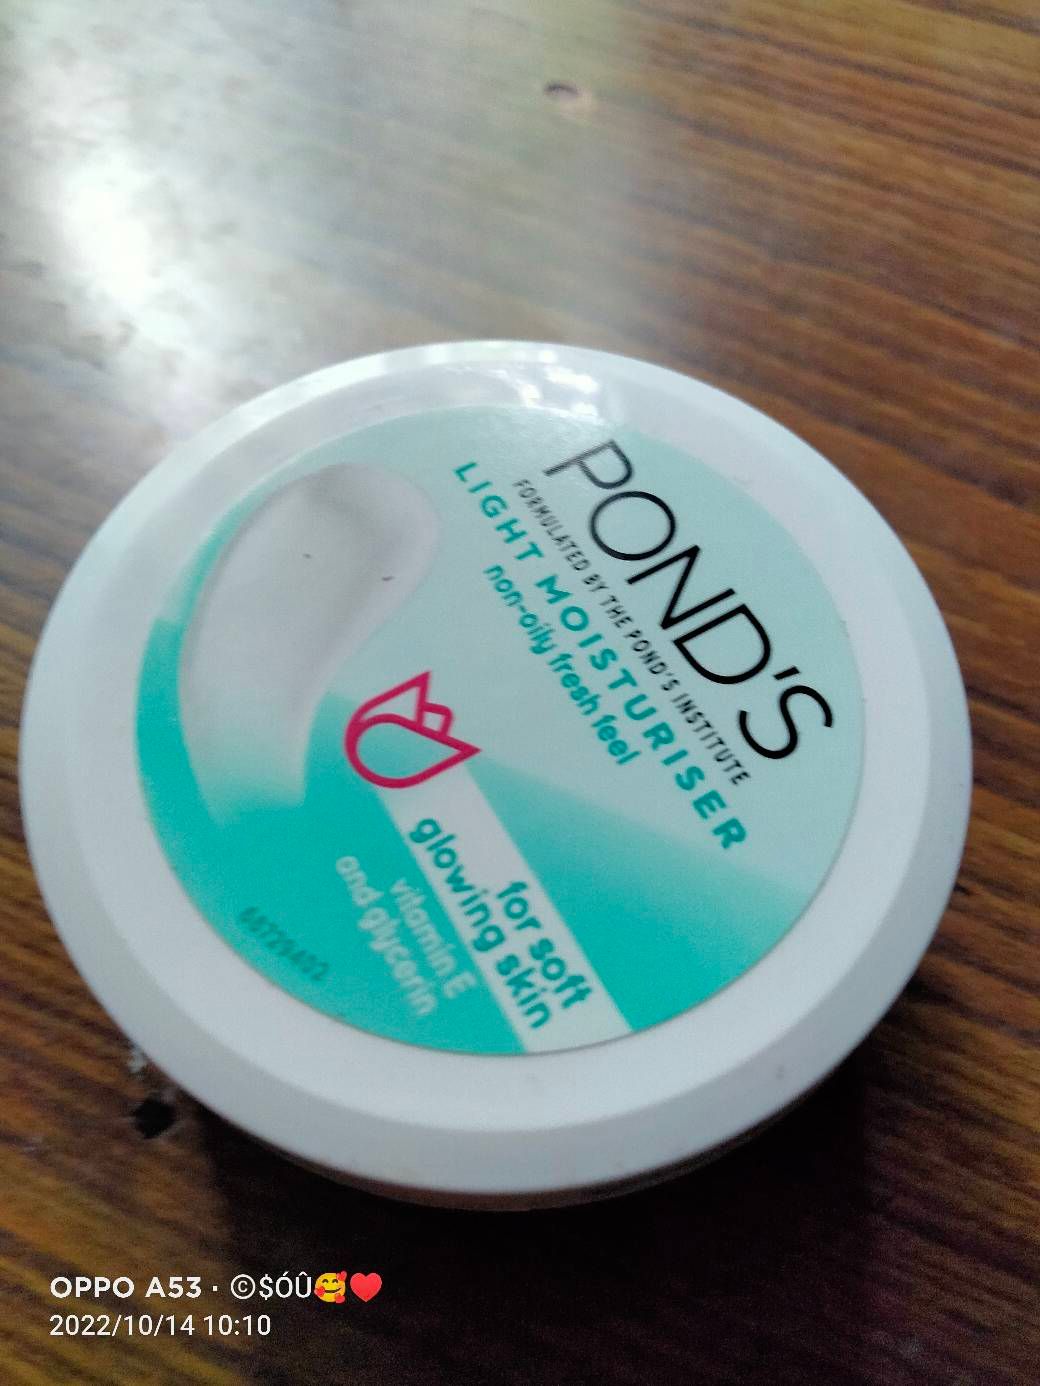 POND'S
FORMULATED BY THE POND'S INSTITUTE
LIGHT MOISTURISER
non-oily fresh feel
for soft
glowing skin
vitamin E
and glycerin
OPPO A53 · ©$ÓÛ🥰♥️
2022/10/14 10:10